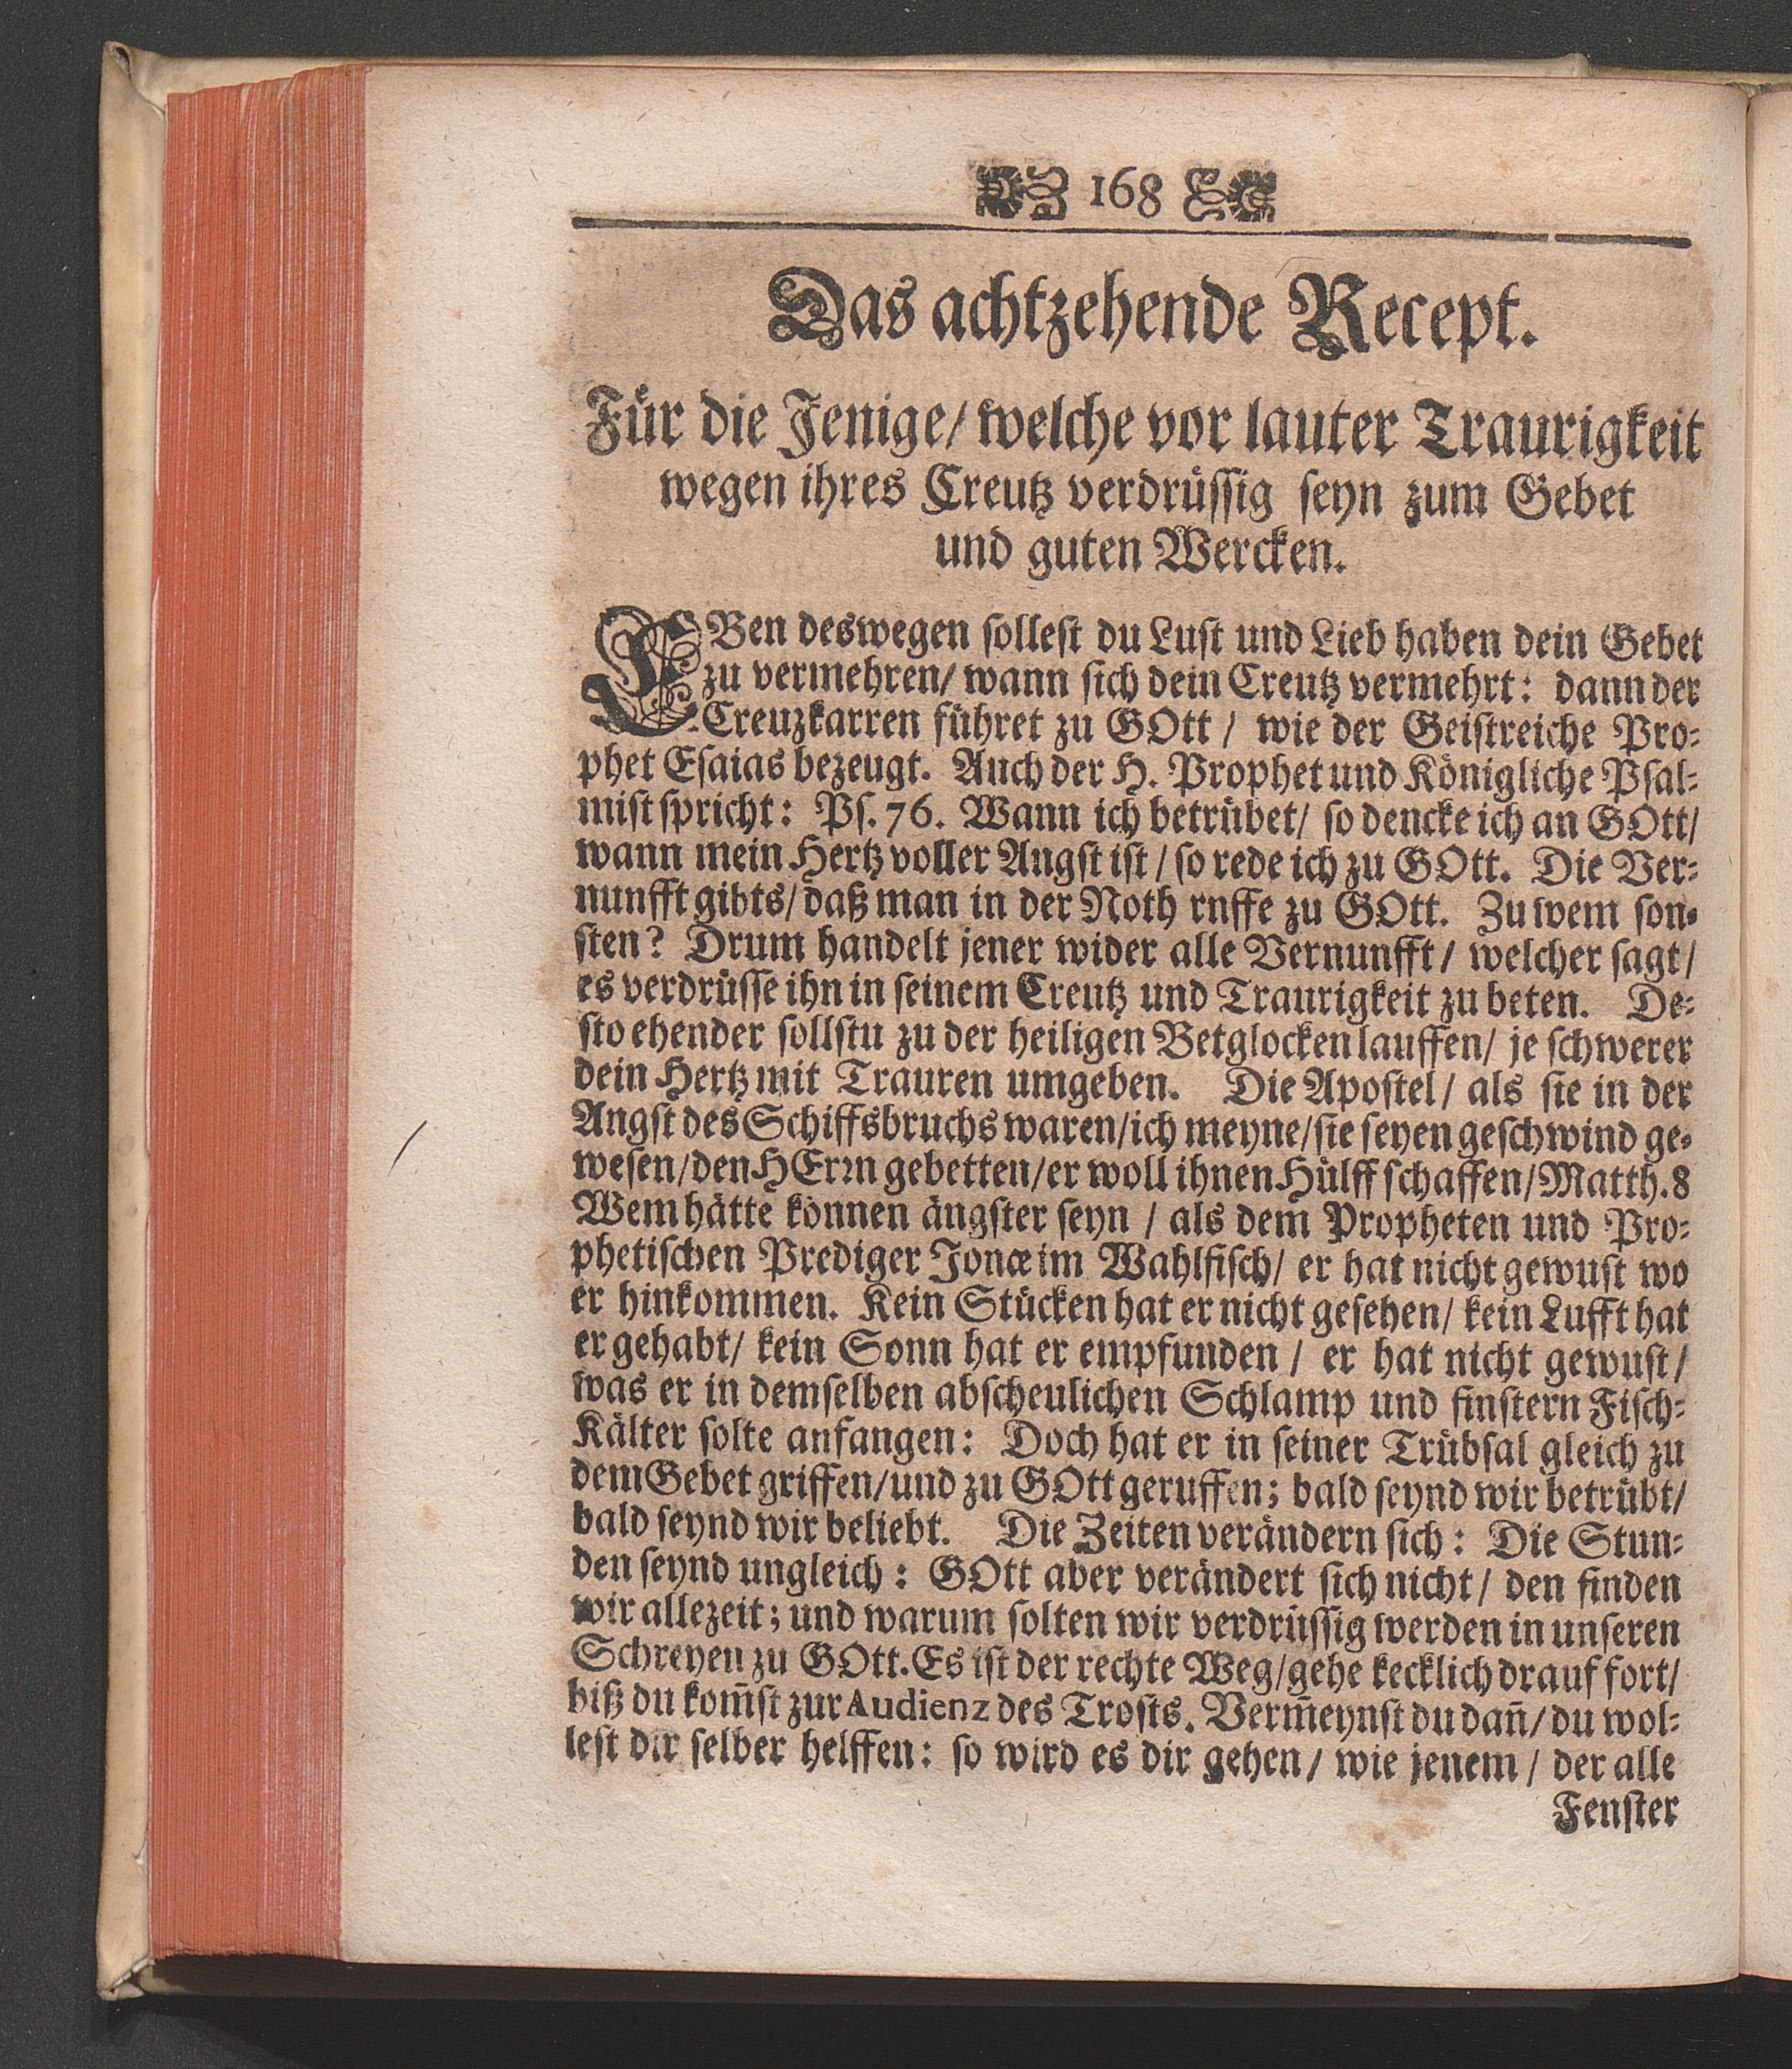 168
Das achtzehende Recept.
Für die Jenige/ welche vor lauter Traurigkeit
wegen ihres Creutz verdrüssig seyn zum Gebet
und guten Wercken.
EBen deswegen sollest du Lust und Lieb haben dein Gebet
zu vermehren/ wann sich dein Creutz vermehrt: dann der
Creuzkarren führet zu GOtt / wie der Geistreiche Pro-
phet Esaias bezeugt. Auch der H. Prophet und Königliche Psal-
mist spricht: Ps. 76. Wann ich betrübet/ so dencke ich an GOtt/
wann mein Hertz voller Angst ist / so rede ich zu GOtt. Die Ver-
nunfft gibts/ daß man in der Noth rnffe zu GOtt. Zu wem son-
sten? Drum handelt jener wider alle Vernunfft/ welcher sagt/
es verdrüsse ihn in seinem Creutz und Traurigkeit zu beten. De-
sto ehender sollstu zu der heiligen Betglocken lauffen/ je schwerer
dein Hertz mit Trauren umgeben. Die Apostel/ als sie in der
Angst des Schiffsbruchs waren/ich meyne/sie seyen geschwind ge-
wesen/den HErrn gebetten/er woll ihnen Hülff schaffen/Matth.8
Wem hätte können ängster seyn / als dem Propheten und Pro-
phetischen Prediger Jonæ im Wahlfisch/ er hat nicht gewust wo
er hinkommen. Kein Stücken hat er nicht gesehen/ kein Lufft hat
er gehabt/ kein Sonn hat er empfunden / er hat nicht gewust/
was er in demselben abscheulichen Schlamp und finstern Fisch-
Kälter solte anfangen: Doch hat er in seiner Trübsal gleich zu
dem Gebet griffen/und zu GOtt geruffen; bald seynd wir betrübt/
bald seynd wir beliebt. Die Zeiten verändern sich: Die Stun-
den seynd ungleich: GOtt aber verändert sich nicht/ den finden
wir allezeit; und warum solten wir verdrüssig werden in unseren
Schreyen zu GOtt. Es ist der rechte Weg/gehe kecklich drauf fort/
biß du kom̃st zur Audienz des Trosts. Verm̃eynst du dañ/ du wol-
lest dir selber helffen: so wird es dir gehen/ wie jenem / der alle
Fenster